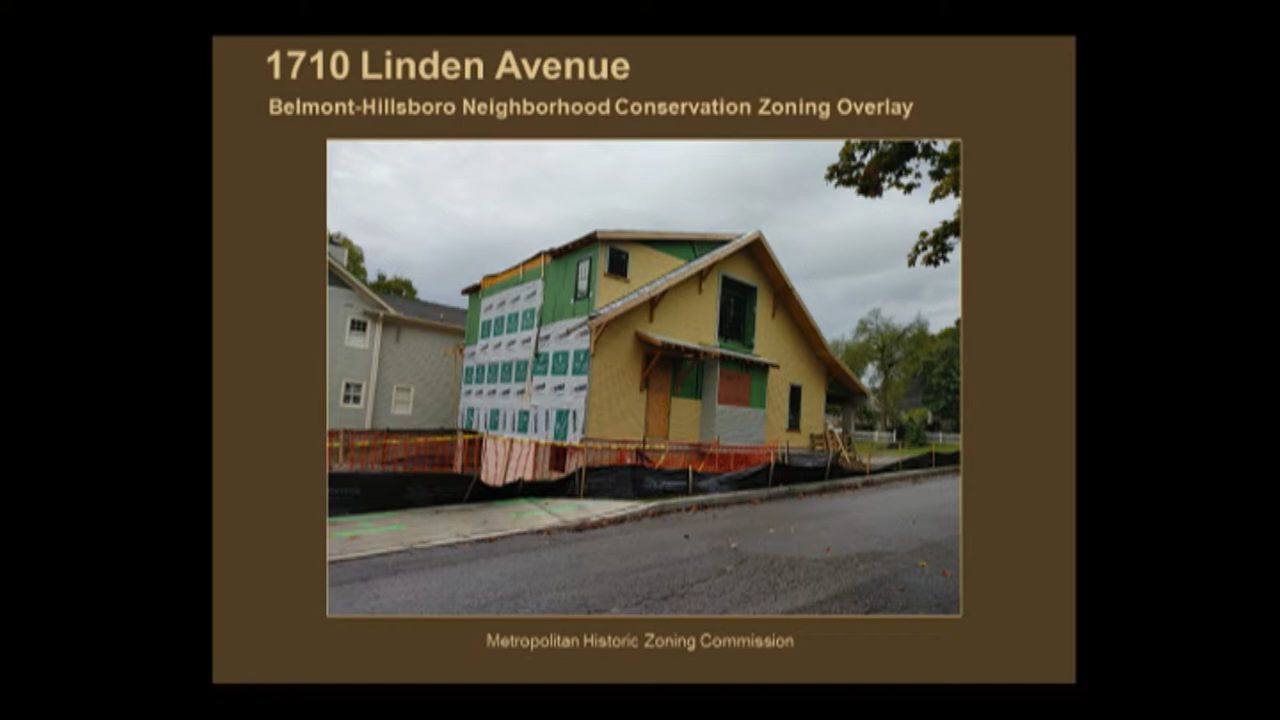 1710 Linden Avenue
Belmont-Hillsboro Neighborhood Conservation Zoning Overlay
Metropolitan Historic Zoning Commission